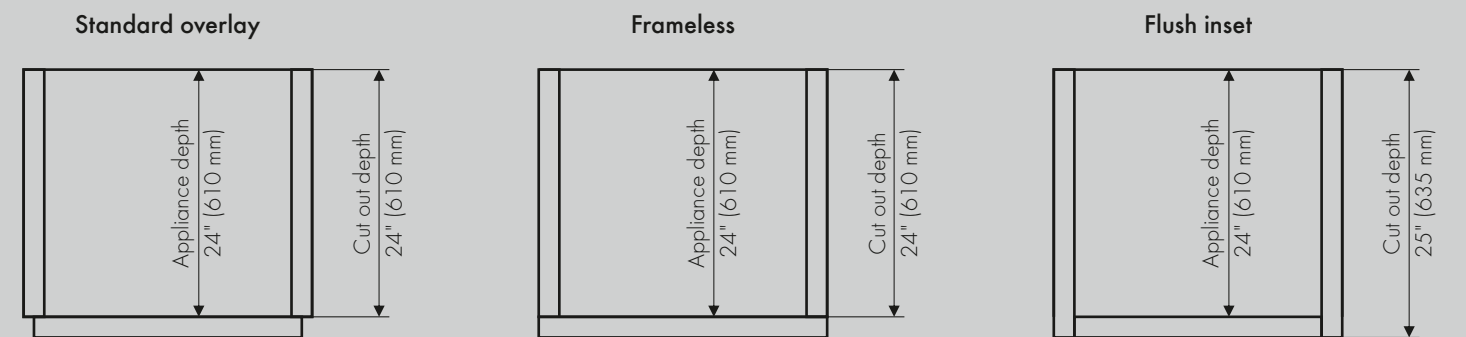 Standard overlay
Frameless
Flush inset
Appliance depth
24" (610 mm)
Cut out depth
24" (610 mm)
Appliance depth
24" (610 mm)
Cut out depth
24" (610 mm)
Appliance depth
24" (610 mm)
Cut out depth
25" (635 mm)